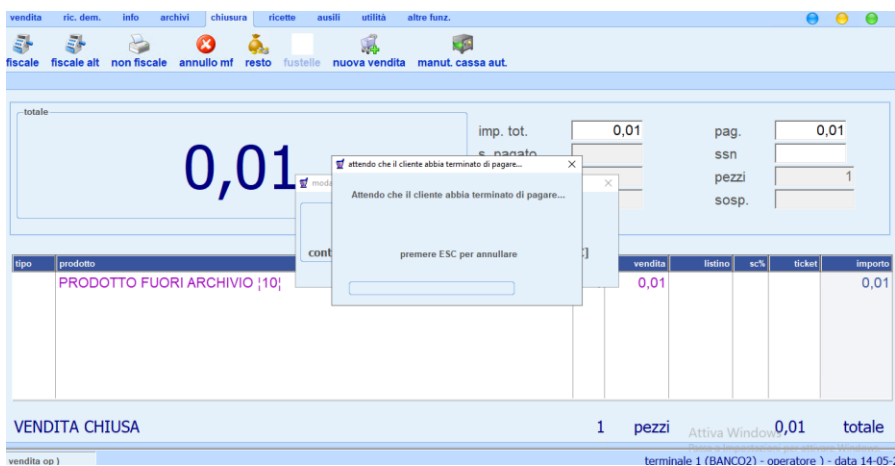 vendita ric. dem. info archivi chiusura ricette ausili utilità altre funz.
fiscale fiscale alt non fiscale annullo mf resto fustelle nuova vendita manut. cassa aut.
totale
0,01
imp. tot. 0,01 pag. 0,01
s. pagato ssn
pezzi 1
sosp.
moda
cont
attendo che il cliente abbia terminato di pagare...
Attendo che il cliente abbia terminato di pagare...
premere ESC per annullare
tipo prodotto vendita listino sc% ticket importo
PRODOTTO FUORI ARCHIVIO ¦10¦ 0,01 0,01
VENDITA CHIUSA 1 pezzi 0,01 totale
Attiva Windows
vendita op ) terminale 1 (BANCO2) - operatore ) - data 14-05-2